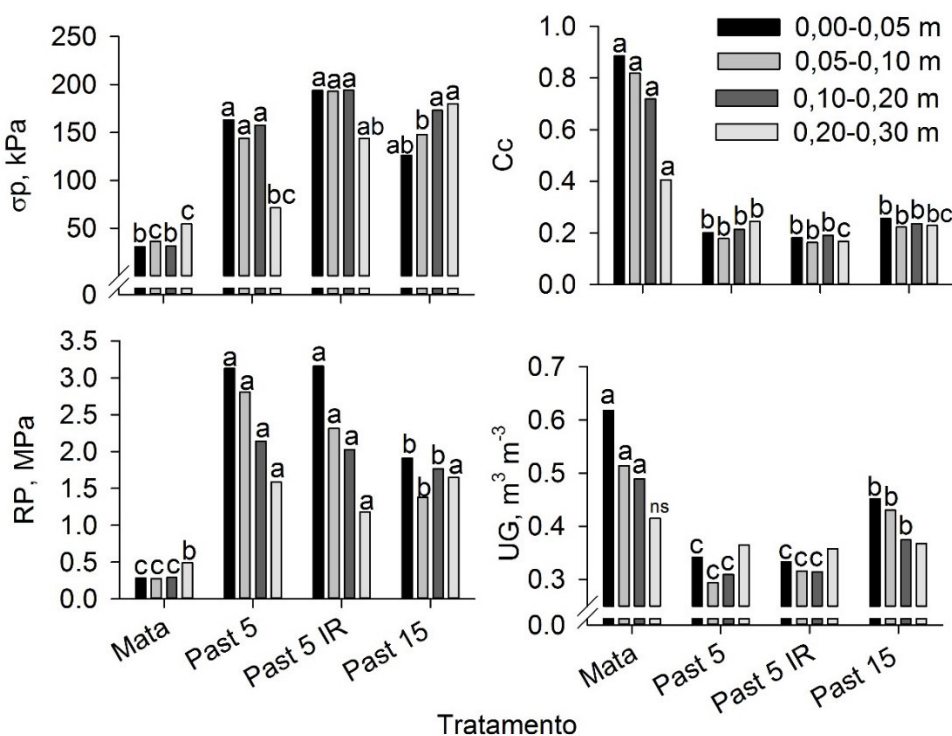 250
200
150
100
50
0
σp, kPa
b c b c
a a a bc
a a a ab
ab b a a
1.0
0.8
0.6
0.4
0.2
0.0
Cc
a a a a
b b b b
b b b c
b b b bc
0,00-0,05 m
0,05-0,10 m
0,10-0,20 m
0,20-0,30 m
3.5
3.0
2.5
2.0
1.5
1.0
0.5
0.0
RP, MPa
c c c b
a a a a
a a a a
b b b a
Mata
Past 5
Past 5 IR
Past 15
0.7
0.6
0.5
0.4
0.3
0.0
UG, m³ m⁻³
a a a ns
c c c
c c c
b b b
Mata
Past 5
Past 5 IR
Past 15
Tratamento